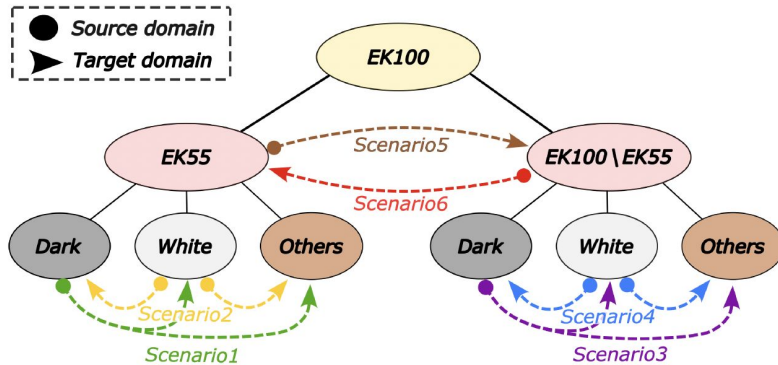 Source domain
Target domain
EK100
EK55
Scenario5
EK100 \ EK55
Scenario6
Dark
White
Others
Dark
White
Others
Scenario2
Scenario4
Scenario1
Scenario3